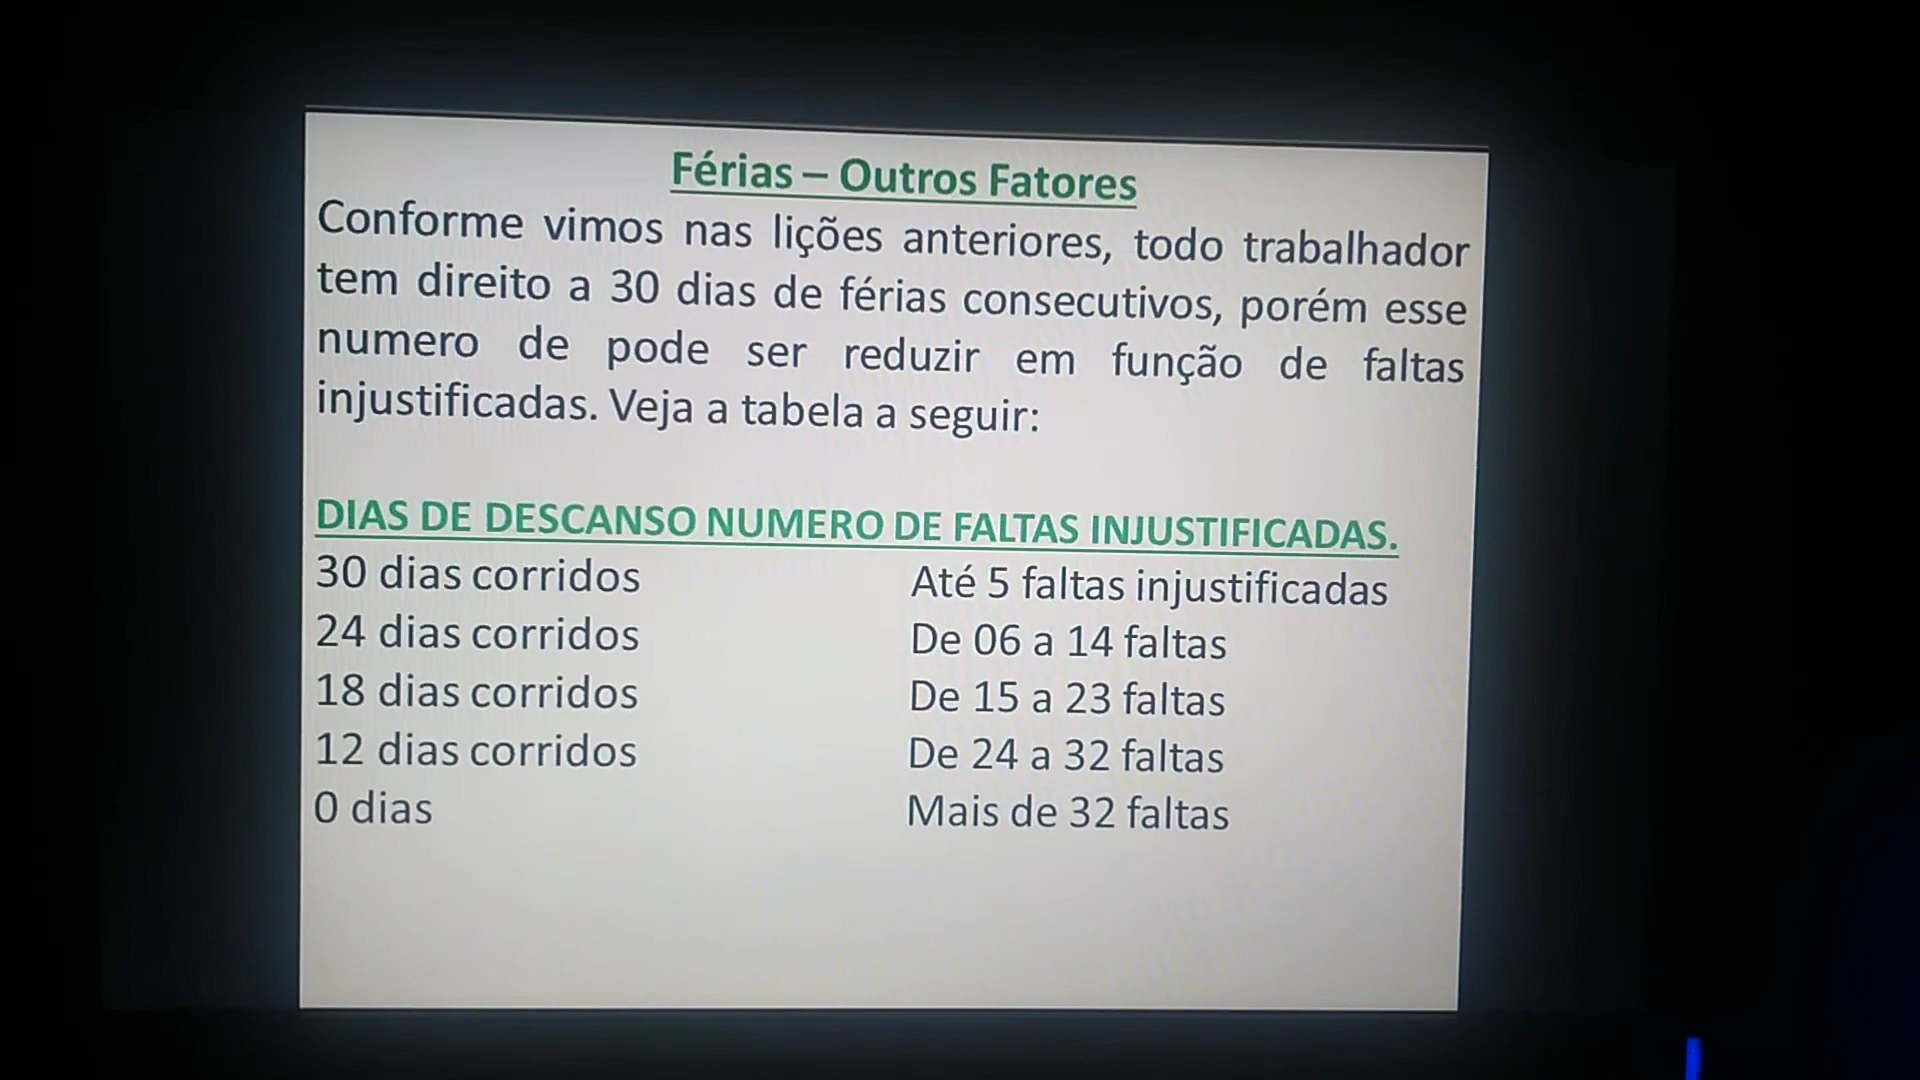 Férias – Outros Fatores
Conforme vimos nas lições anteriores, todo trabalhador
tem direito a 30 dias de férias consecutivos, porém esse
numero de pode ser reduzir em função de faltas
injustificadas. Veja a tabela a seguir:
DIAS DE DESCANSO NUMERO DE FALTAS INJUSTIFICADAS.
30 dias corridos Até 5 faltas injustificadas
24 dias corridos De 06 a 14 faltas
18 dias corridos De 15 a 23 faltas
12 dias corridos De 24 a 32 faltas
0 dias Mais de 32 faltas